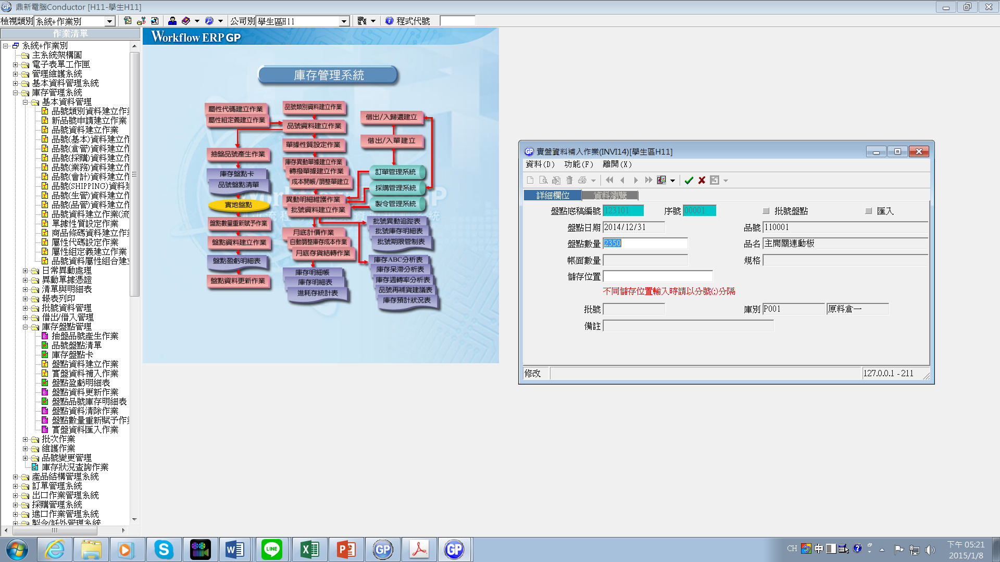 鼎新電腦Conductor [H11-學生H11]
檢視類別 系統+作業別 公司別 學生區H11 程式代號
作業清單
系統+作業別
主系統架構圖
電子表單工作匣
管理維護系統
基本資料管理系統
庫存管理系統
基本資料管理
品號類別資料建立作業
新品號申請建立作業
品號資料建立作業
品號(基本)資料建立作
品號(倉管)資料建立作
品號(採購)資料建立作
品號(業務)資料建立作
品號(會計)資料建立作
品號(SHIPPING)資料建
品號(生管)資料建立作
品號(品管)資料建立作
品號資料建立作業(流
單據性質設定作業
商品條碼資料建立作業
屬性代碼設定作業
屬性組定義建立作業
品號資料屬性組合建立
日常異動處理
異動單據憑證
清單與明細表
報表列印
批號資料管理
借出/借入管理
庫存盤點管理
抽盤品號產生作業
品號盤點清單
庫存盤點卡
盤點資料建立作業
實盤資料補入作業
盤點盈虧明細表
盤點資料更新作業
盤點品號庫存明細表
盤點資料清除作業
盤點數量重新賦予作業
實盤資料匯入作業
批次作業
維護作業
品號變更管理
庫存狀況查詢作業
產品結構管理系統
訂單管理系統
出口作業管理系統
採購管理系統
進口作業管理系統
製令/託外管理系統
Workflow ERP GP
庫存管理系統
屬性代碼建立作業
屬性組定義建立作業
抽盤品號產生作業
庫存盤點卡
品號盤點清單
實地盤點
盤點數量重新賦予作業
盤點資料建立作業
盤點盈虧明細表
盤點資料更新作業
品號類別資料建立作業
品號資料建立作業
單據性質設定作業
庫存異動單據建立作業
轉撥單據建立作業
成本開帳/調整單建立
異動明細維護作業
批號資料建立作業
月底計價作業
自動調整庫存成本作業
月底存貨結轉作業
庫存明細帳
庫存明細表
進耗存統計表
借出/入歸還建立
借出/入單建立
訂單管理系統
採購管理系統
製令管理系統
批號異動追蹤表
批號庫存明細表
批號期限管制表
庫存ABC分析表
庫存呆滯分析表
庫存週轉率分析表
品號再補貨建議表
庫存預計狀況表
實盤資料補入作業(INVI14)[學生區H11]
資料(D) 功能(F) 離開(X)
詳細欄位 資料瀏覽
盤點底稿編號 123101 序號 00001 批號盤點 匯入
盤點日期 2014/12/31 品號 110001
盤點數量 2350 品名 主開關連動板
帳面數量 規格
儲存位置
不同儲存位置輸入時請以分號(;)分隔
批號 庫別 P001 原料倉一
備註
修改 127.0.0.1 - 211
CH 中
下午 05:21
2015/1/8